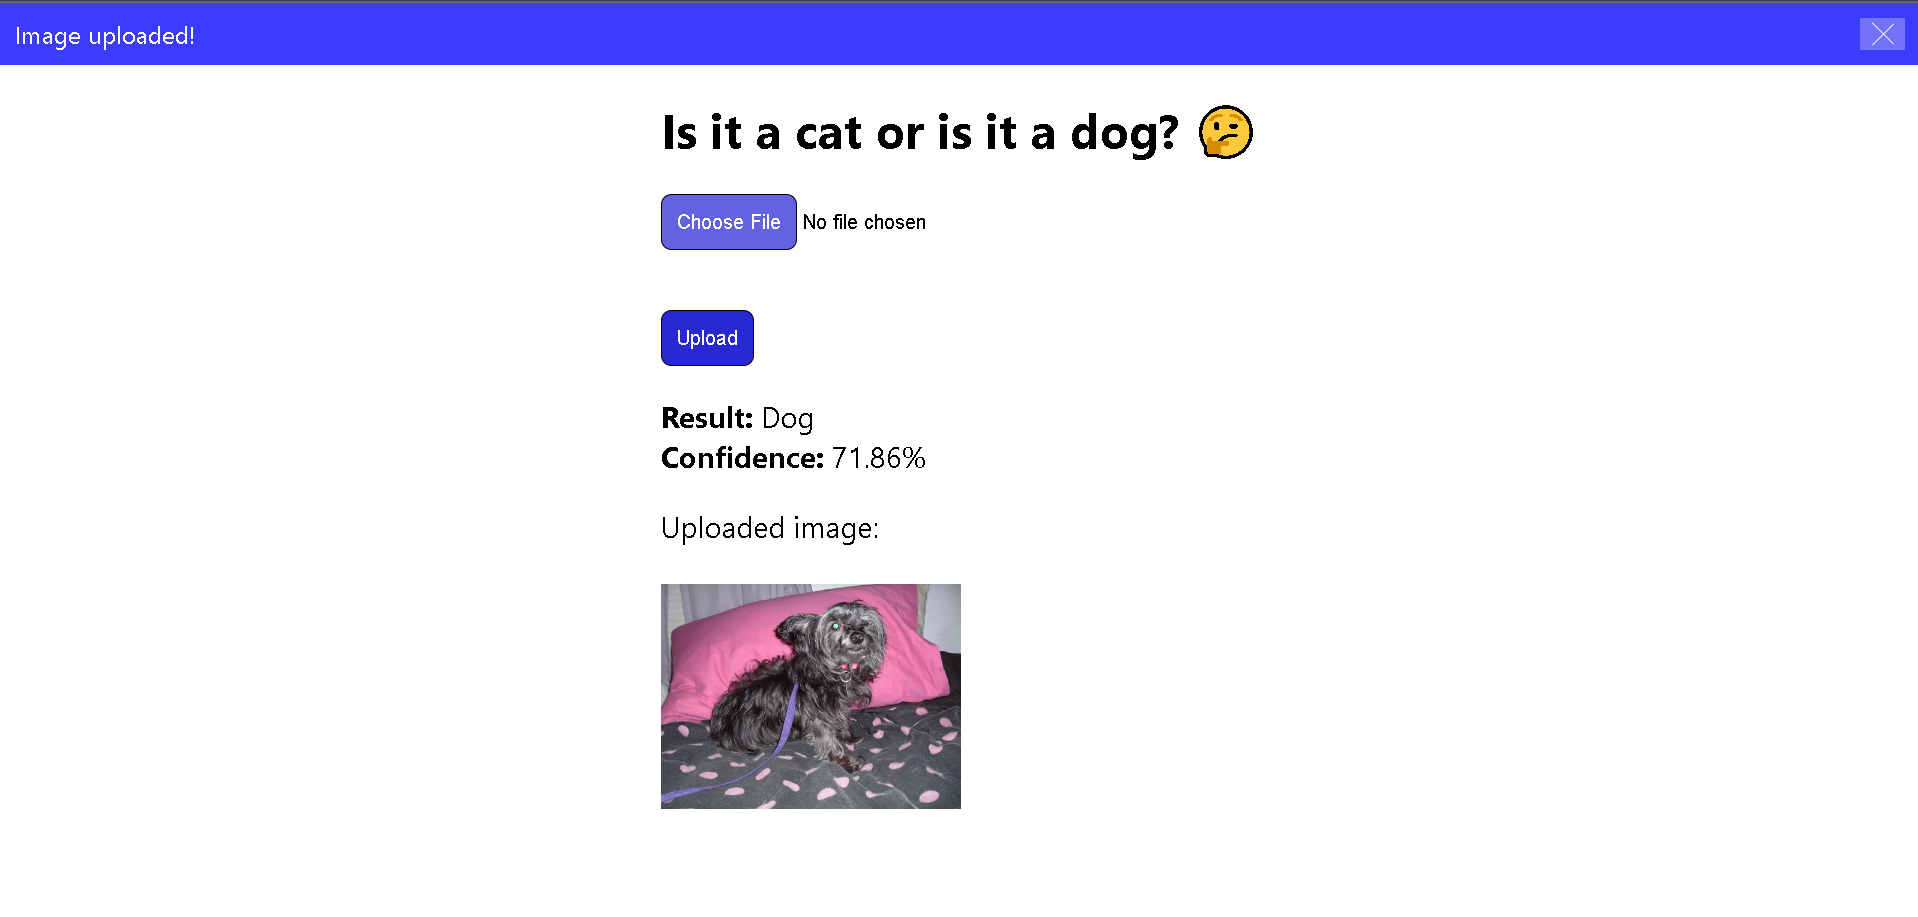 Image uploaded!
Is it a cat or is it a dog? 🤔
Choose File No file chosen
Upload
Result: Dog
Confidence: 71.86%
Uploaded image: